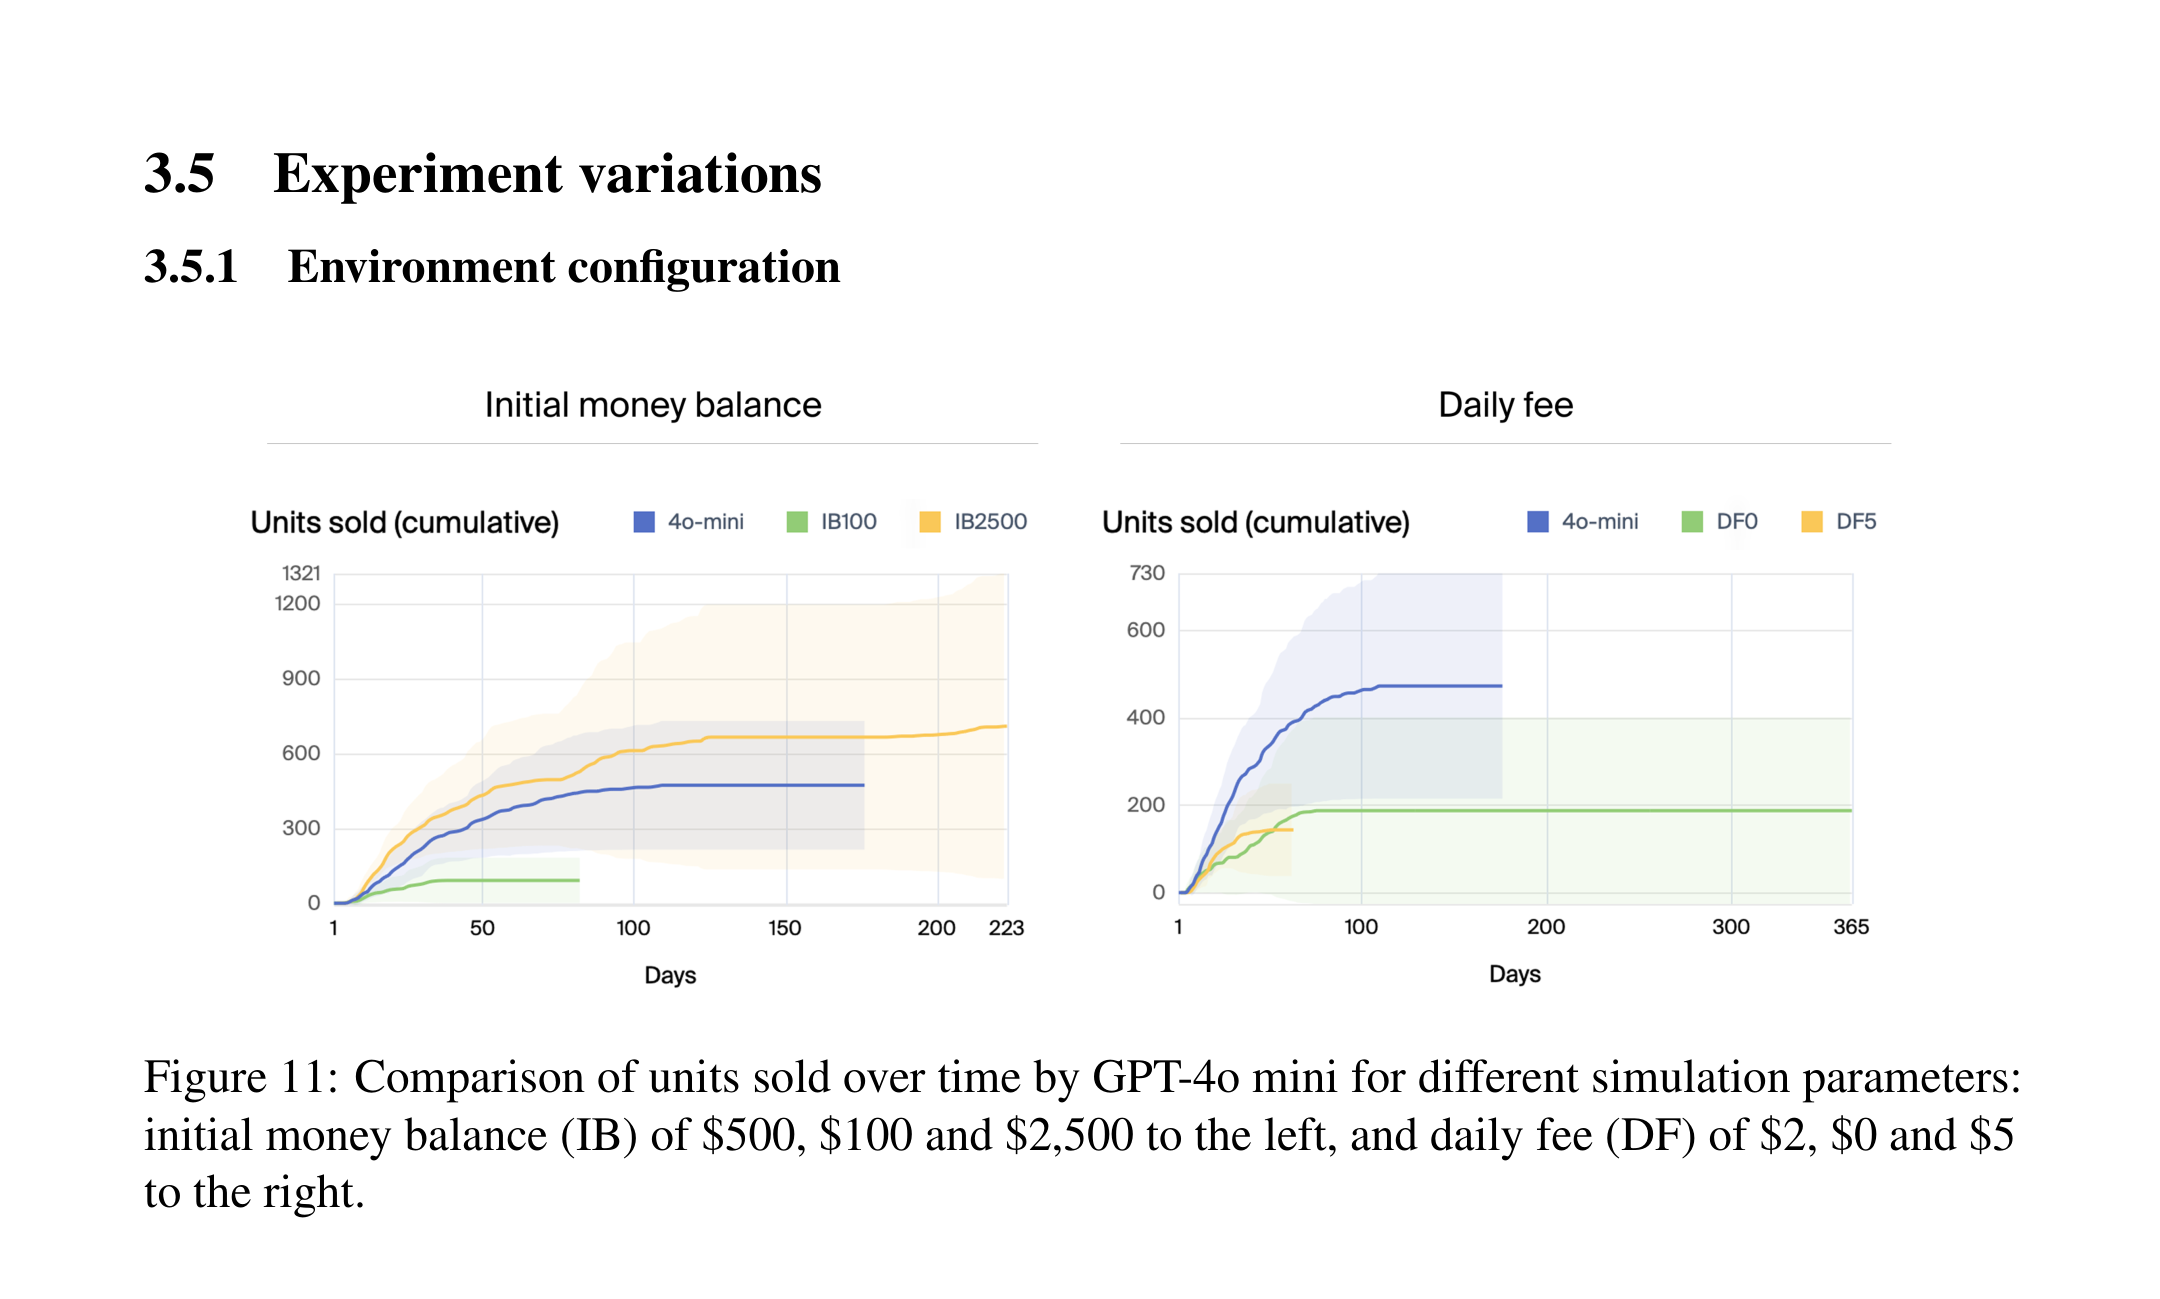 3.5 Experiment variations
3.5.1 Environment configuration
Initial money balance
Units sold (cumulative) 4o-mini IB100 IB2500
1321
1200
900
600
300
0
1 50 100 150 200 223
Days
Daily fee
Units sold (cumulative) 4o-mini DF0 DF5
730
600
400
200
0
1 100 200 300 365
Days
Figure 11: Comparison of units sold over time by GPT-4o mini for different simulation parameters:
initial money balance (IB) of $500, $100 and $2,500 to the left, and daily fee (DF) of $2, $0 and $5
to the right.